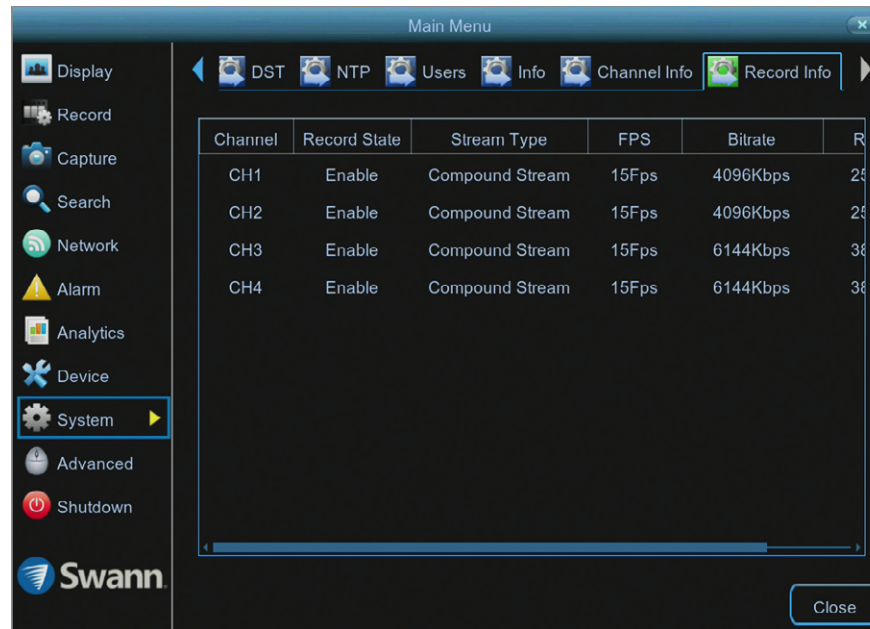 Main Menu
Display
Record
Capture
Search
Network
Alarm
Analytics
Device
System
Advanced
Shutdown
Swann
DST NTP Users Info Channel Info Record Info
Channel Record State Stream Type FPS Bitrate R
CH1 Enable Compound Stream 15Fps 4096Kbps
CH2 Enable Compound Stream 15Fps 4096Kbps
CH3 Enable Compound Stream 15Fps 6144Kbps
CH4 Enable Compound Stream 15Fps 6144Kbps
Close